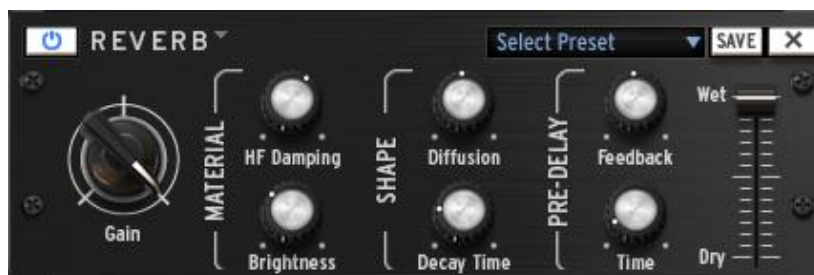 REVERB
Select Preset
SAVE
X
Gain
MATERIAL
HF Damping
Brightness
SHAPE
Diffusion
Decay Time
PRE-DELAY
Feedback
Time
Wet
Dry